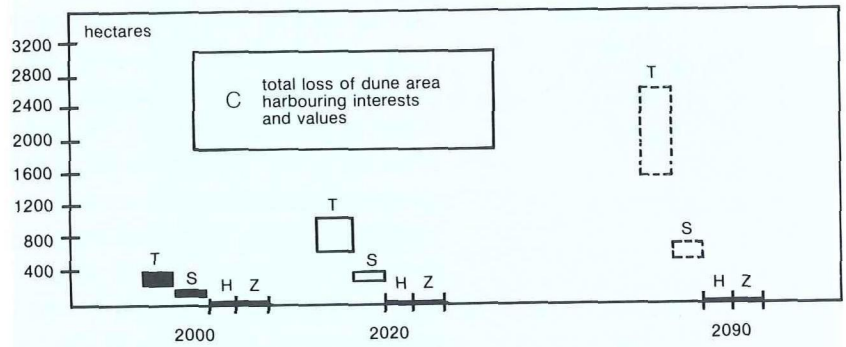 hectares
3200
2800
2400
2000
1600
1200
800
400
C
total loss of dune area
harbouring interests
and values
T
S
H
Z
T
S
H
Z
T
S
H
Z
2000
2020
2090